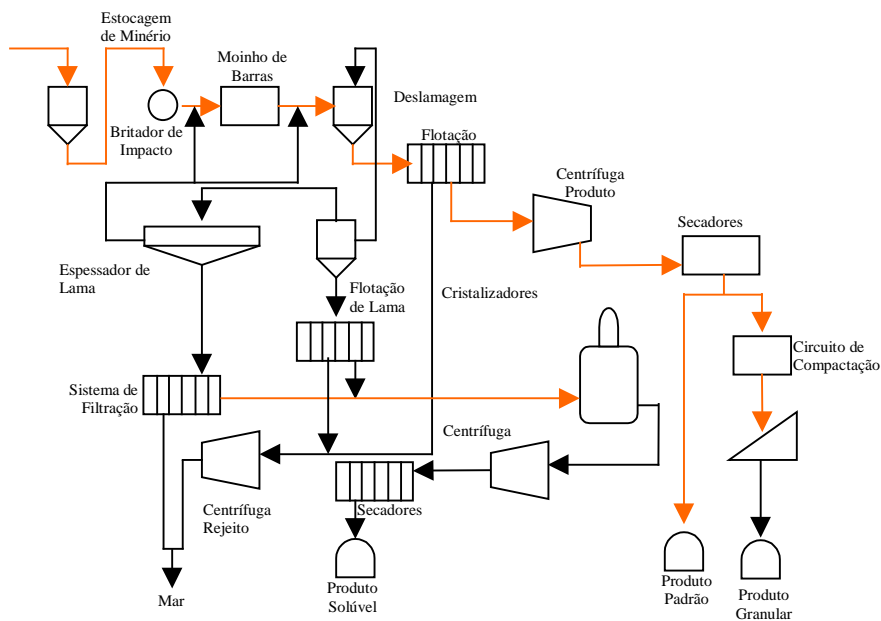 Estocagem
de Minério
Moinho de
Barras
Deslamagem
Britador de
Impacto
Flotação
Centrífuga
Produto
Secadores
Espessador de
Lama
Flotação
de Lama
Cristalizadores
Circuito de
Compactação
Sistema de
Filtração
Centrífuga
Centrífuga
Rejeito
Secadores
Mar
Produto
Solúvel
Produto
Padrão
Produto
Granular